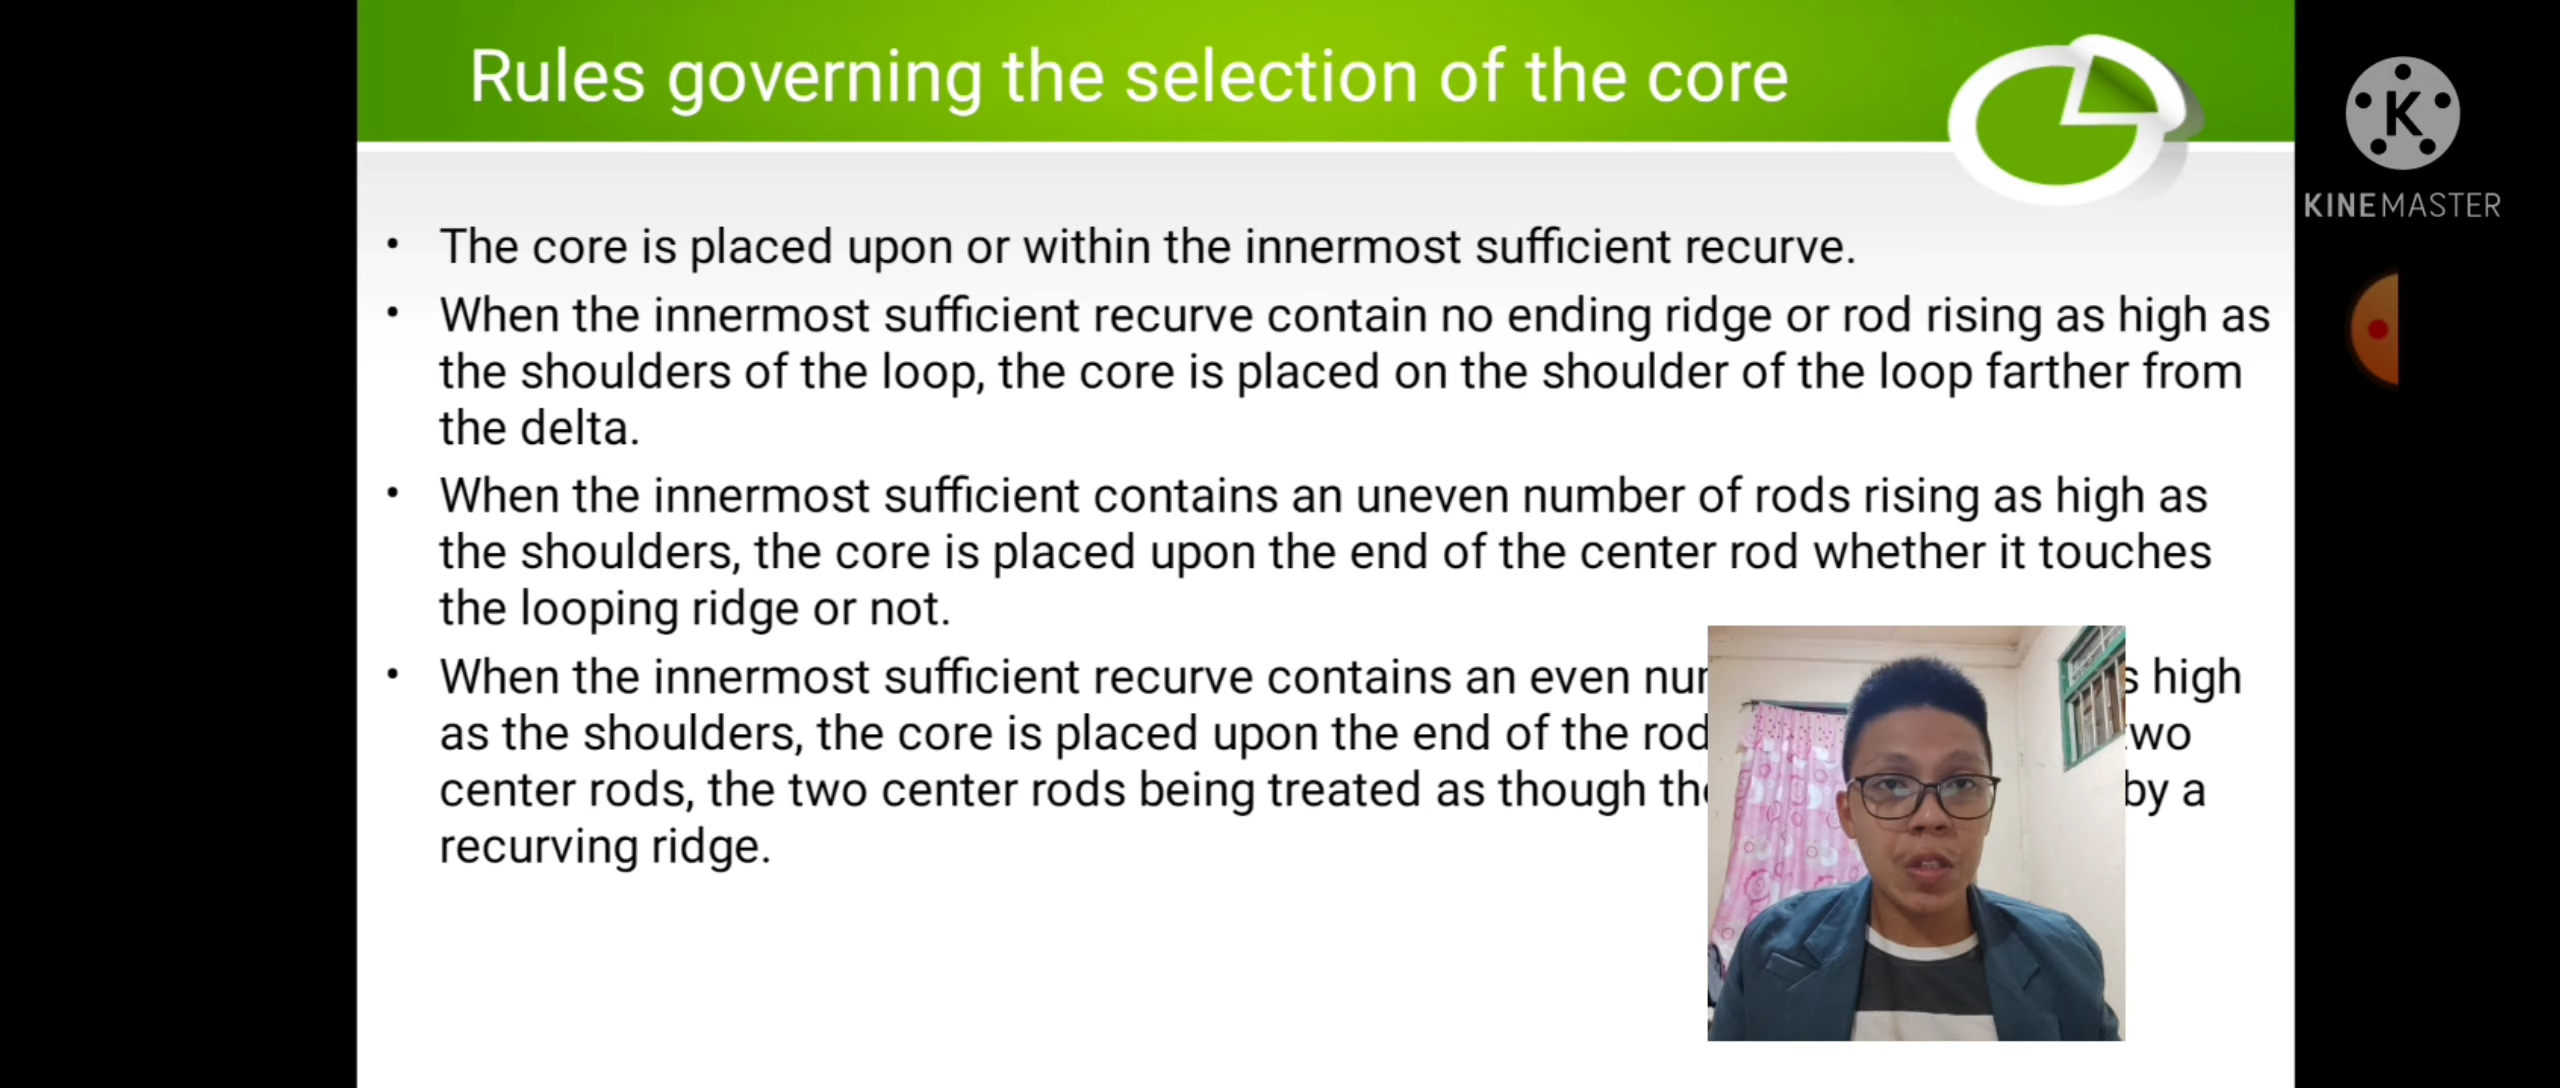 Rules governing the selection of the core
K
KINEMASTER
• The core is placed upon or within the innermost sufficient recurve.
• When the innermost sufficient recurve contain no ending ridge or rod rising as high as
the shoulders of the loop, the core is placed on the shoulder of the loop farther from
the delta.
• When the innermost sufficient contains an uneven number of rods rising as high as
the shoulders, the core is placed upon the end of the center rod whether it touches
the looping ridge or not.
• When the innermost sufficient recurve contains an even high
as the shoulders, the core is placed upon the end of the rod
center rods, the two center rods being treated as though by a
recurving ridge.